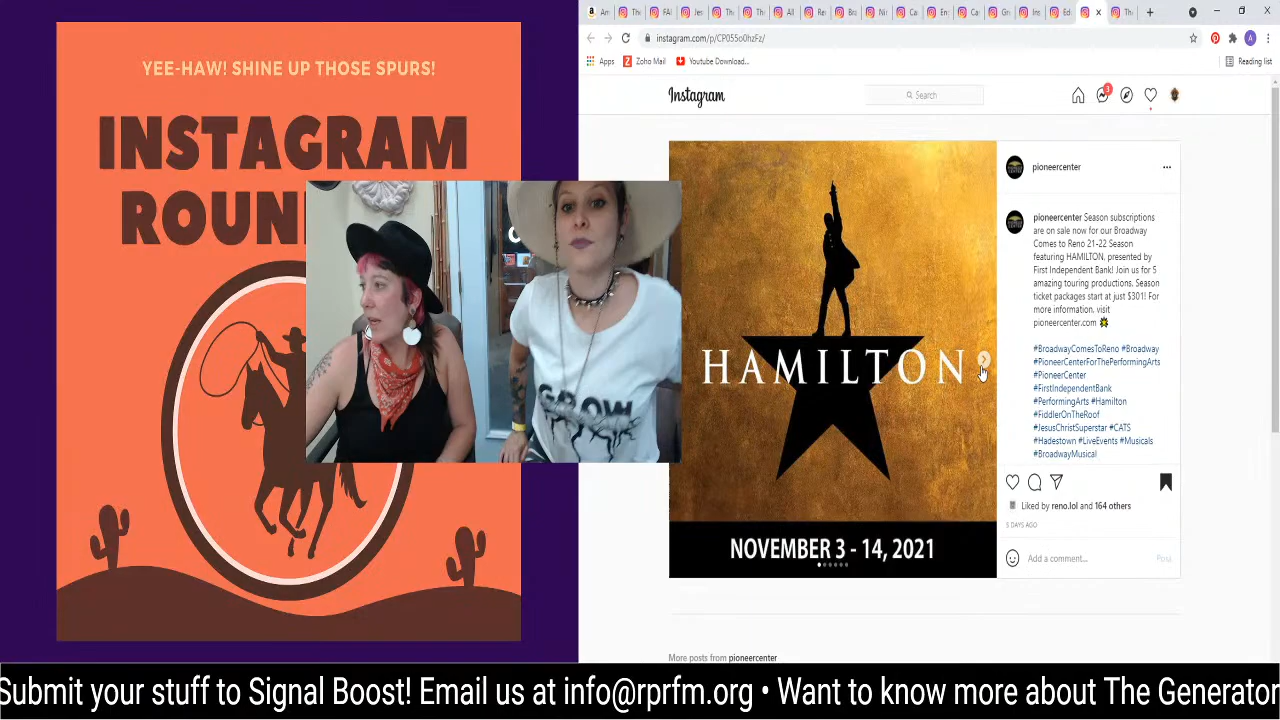 YEE-HAW! SHINE UP THOSE SPURS!
INSTAGRAM
ROUN
GROW
Reading list
Apps
Zoho Mail
Youtube Download...
instagram.com/p/CP055o0hzFz/
Instagram
Search
3
HAMILTON
NOVEMBER 3 - 14, 2021
pioneercenter
pioneercenter Season subscriptions
are on sale now for our Broadway
Comes to Reno 21-22 Season
featuring HAMILTON, presented by
First Independent Bank! Join us for 5
amazing touring productions. Season
ticket packages start at just $301! For
more information, visit
pioneercenter.com
#BroadwayComesToReno #Broadway
#PioneerCenterForThePerformingArts
#PioneerCenter
#FirstIndependentBank
#PerformingArts #Hamilton
#FiddlerOnTheRoof
#JesusChristSuperstar #CATS
#Hadestown #LiveEvents #Musicals
#BroadwayMusical
Liked by reno.lol and 164 others
5 DAYS AGO
Add a comment...
Post
More posts from pioneercenter
Submit your stuff to Signal Boost! Email us at info@rprfm.org • Want to know more about The Generator